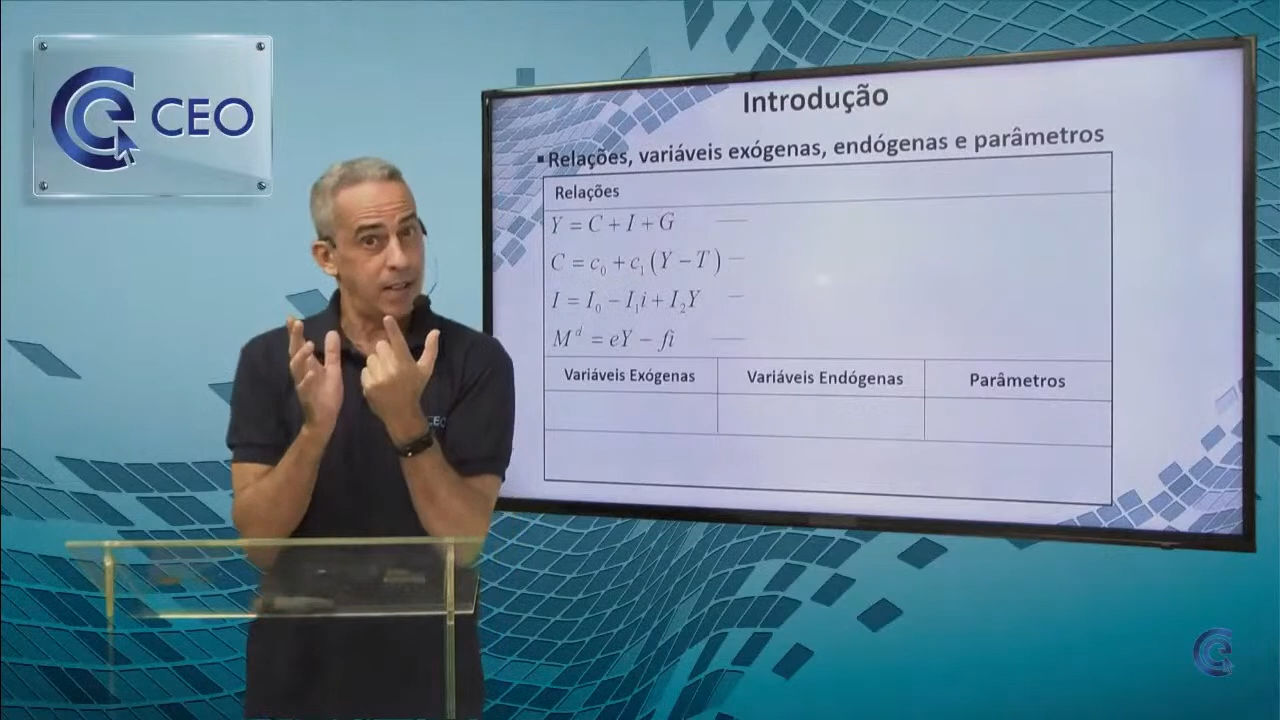 CEO
Introdução
▪Relações, variáveis exógenas, endógenas e parâmetros
Relações
Y = C + I + G
C = c₀ + c₁(Y − T)
I = I₀ − I₁i + I₂Y
Mᵈ = eY − fi
Variáveis Exógenas Variáveis Endógenas Parâmetros
CEO